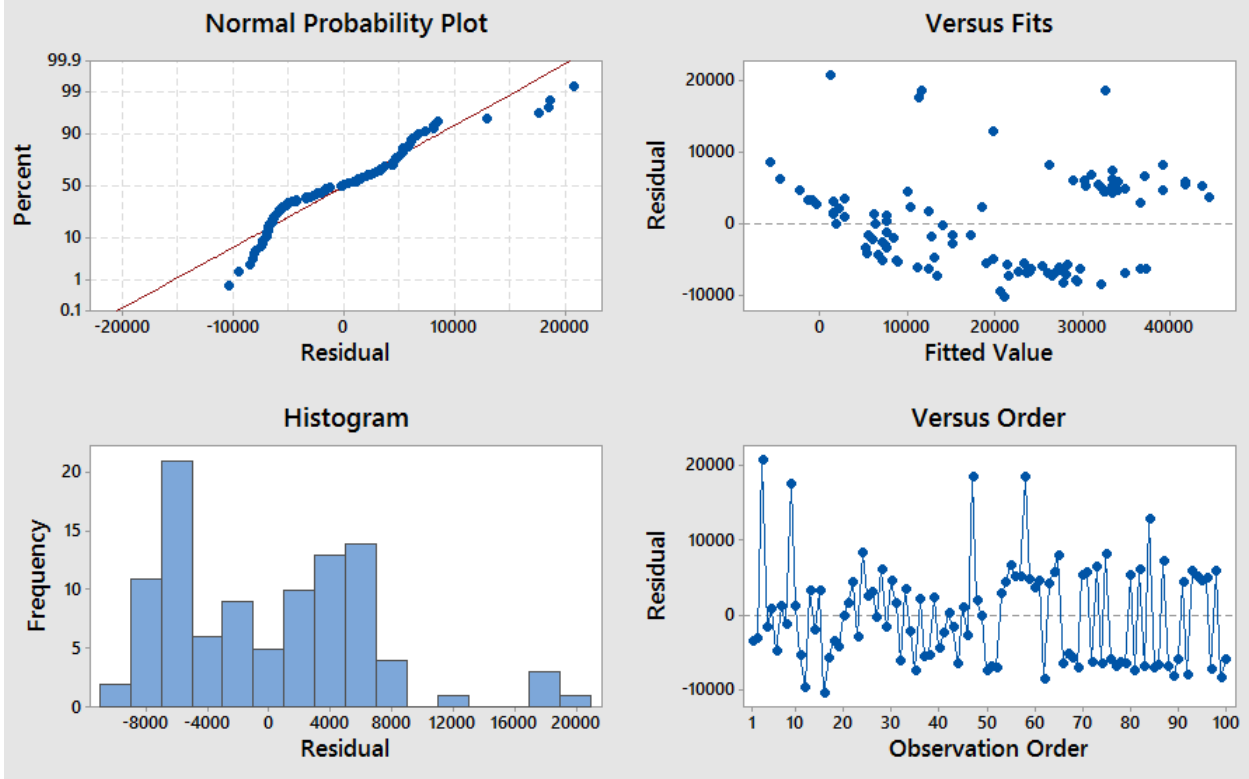 Normal Probability Plot
99.9
99
90
50
10
1
0.1
Percent
-20000 -10000 0 10000 20000
Residual
Versus Fits
20000
10000
0
-10000
Residual
0 10000 20000 30000 40000
Fitted Value
Histogram
20
15
10
5
0
Frequency
-8000 -4000 0 4000 8000 12000 16000 20000
Residual
Versus Order
20000
10000
0
-10000
Residual
1 10 20 30 40 50 60 70 80 90 100
Observation Order